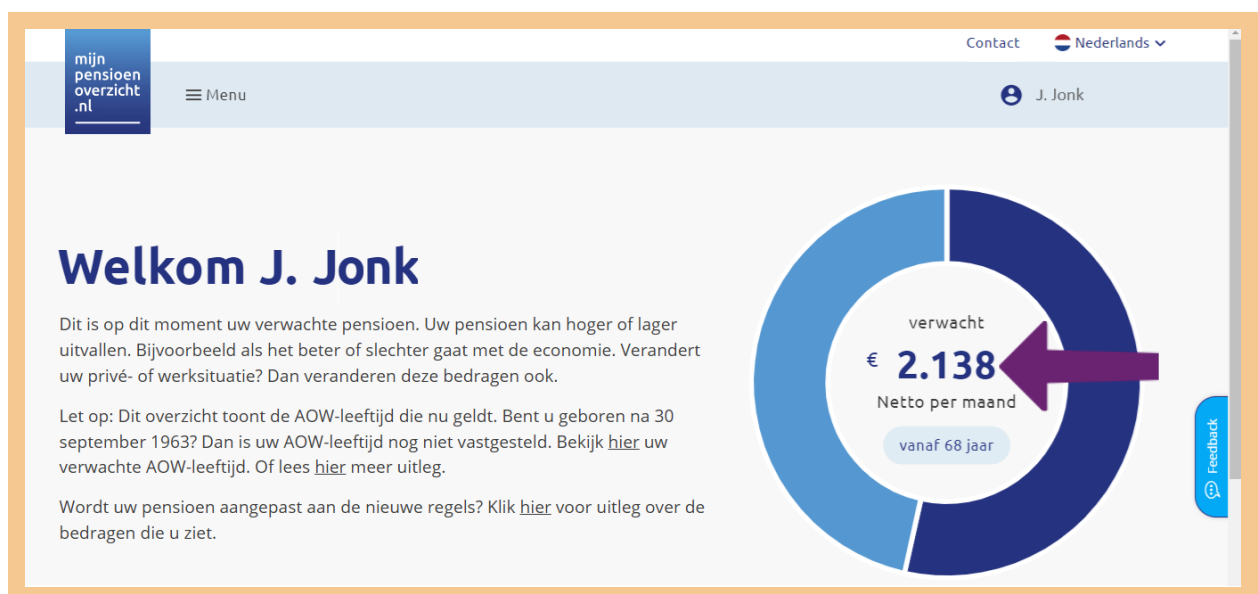 Contact Nederlands
mijn
pensioen
overzicht
.nl
Menu
J. Jonk
Welkom J. Jonk
Dit is op dit moment uw verwachte pensioen. Uw pensioen kan hoger of lager
uitvallen. Bijvoorbeeld als het beter of slechter gaat met de economie. Verandert
uw privé- of werksituatie? Dan veranderen deze bedragen ook.
Let op: Dit overzicht toont de AOW-leeftijd die nu geldt. Bent u geboren na 30
september 1963? Dan is uw AOW-leeftijd nog niet vastgesteld. Bekijk hier uw
verwachte AOW-leeftijd. Of lees hier meer uitleg.
Wordt uw pensioen aangepast aan de nieuwe regels? Klik hier voor uitleg over de
bedragen die u ziet.
verwacht
€ 2.138
Netto per maand
vanaf 68 jaar
Feedback